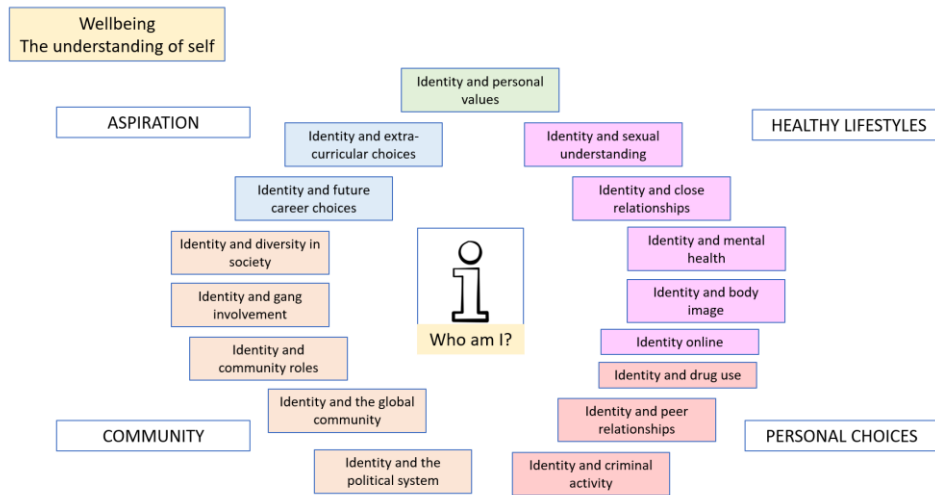 Wellbeing
The understanding of self
Identity and personal
values
ASPIRATION
HEALTHY LIFESTYLES
Identity and extra-
curricular choices
Identity and sexual
understanding
Identity and future
career choices
Identity and close
relationships
Identity and diversity in
society
Identity and mental
health
Identity and gang
involvement
Identity and body
image
Who am I?
Identity online
Identity and
community roles
Identity and drug use
Identity and the global
community
Identity and peer
relationships
COMMUNITY
PERSONAL CHOICES
Identity and the
political system
Identity and criminal
activity